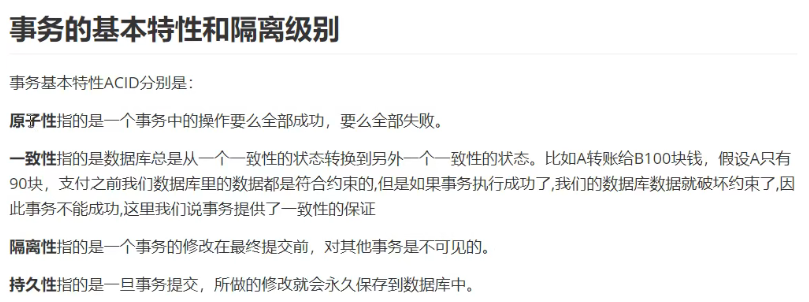 事务的基本特性和隔离级别
事务基本特性ACID分别是：
原子性指的是一个事务中的操作要么全部成功，要么全部失败。
一致性指的是数据库总是从一个一致性的状态转换到另外一个一致性的状态。比如A转账给B100块钱，假设A只有
90块，支付之前我们数据库里的数据都是符合约束的,但是如果事务执行成功了,我们的数据库数据就破坏约束了,因
此事务不能成功,这里我们说事务提供了一致性的保证
隔离性指的是一个事务的修改在最终提交前，对其他事务是不可见的。
持久性指的是一旦事务提交，所做的修改就会永久保存到数据库中。